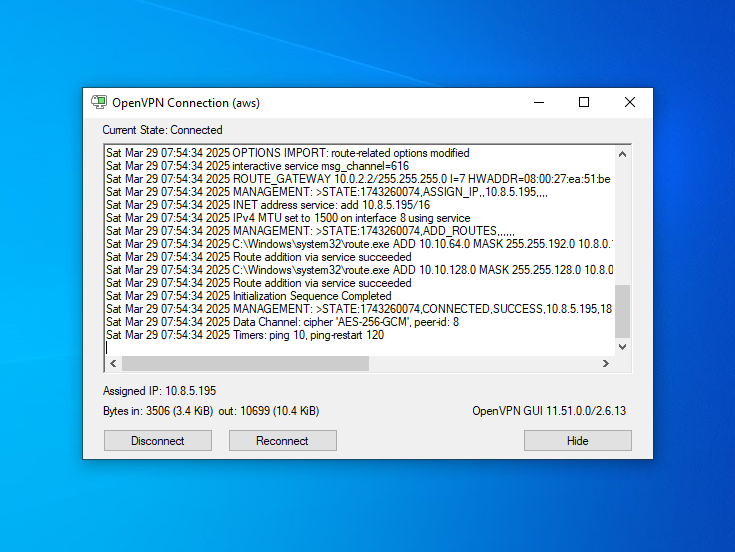 OpenVPN Connection (aws)
Current State: Connected
Sat Mar 29 07:54:34 2025 OPTIONS IMPORT: route-related options modified
Sat Mar 29 07:54:34 2025 interactive service msg_channel=616
Sat Mar 29 07:54:34 2025 ROUTE_GATEWAY 10.0.2.2/255.255.255.0 I=7 HWADDR=08:00:27:ea:51:be
Sat Mar 29 07:54:34 2025 MANAGEMENT: >STATE:1743260074,ASSIGN_IP,,10.8.5.195,,,,
Sat Mar 29 07:54:34 2025 INET address service: add 10.8.5.195/16
Sat Mar 29 07:54:34 2025 IPv4 MTU set to 1500 on interface 8 using service
Sat Mar 29 07:54:34 2025 MANAGEMENT: >STATE:1743260074,ADD_ROUTES,,,,,,
Sat Mar 29 07:54:34 2025 C:\Windows\system32\route.exe ADD 10.10.64.0 MASK 255.255.192.0 10.8.0.
Sat Mar 29 07:54:34 2025 Route addition via service succeeded
Sat Mar 29 07:54:34 2025 C:\Windows\system32\route.exe ADD 10.10.128.0 MASK 255.255.128.0 10.8.0
Sat Mar 29 07:54:34 2025 Route addition via service succeeded
Sat Mar 29 07:54:34 2025 Initialization Sequence Completed
Sat Mar 29 07:54:34 2025 MANAGEMENT: >STATE:1743260074,CONNECTED,SUCCESS,10.8.5.195,18
Sat Mar 29 07:54:34 2025 Data Channel: cipher 'AES-256-GCM', peer-id: 8
Sat Mar 29 07:54:34 2025 Timers: ping 10, ping-restart 120
Assigned IP: 10.8.5.195
Bytes in: 3506 (3.4 KiB) out: 10699 (10.4 KiB) OpenVPN GUI 11.51.0.0/2.6.13
Disconnect Reconnect Hide